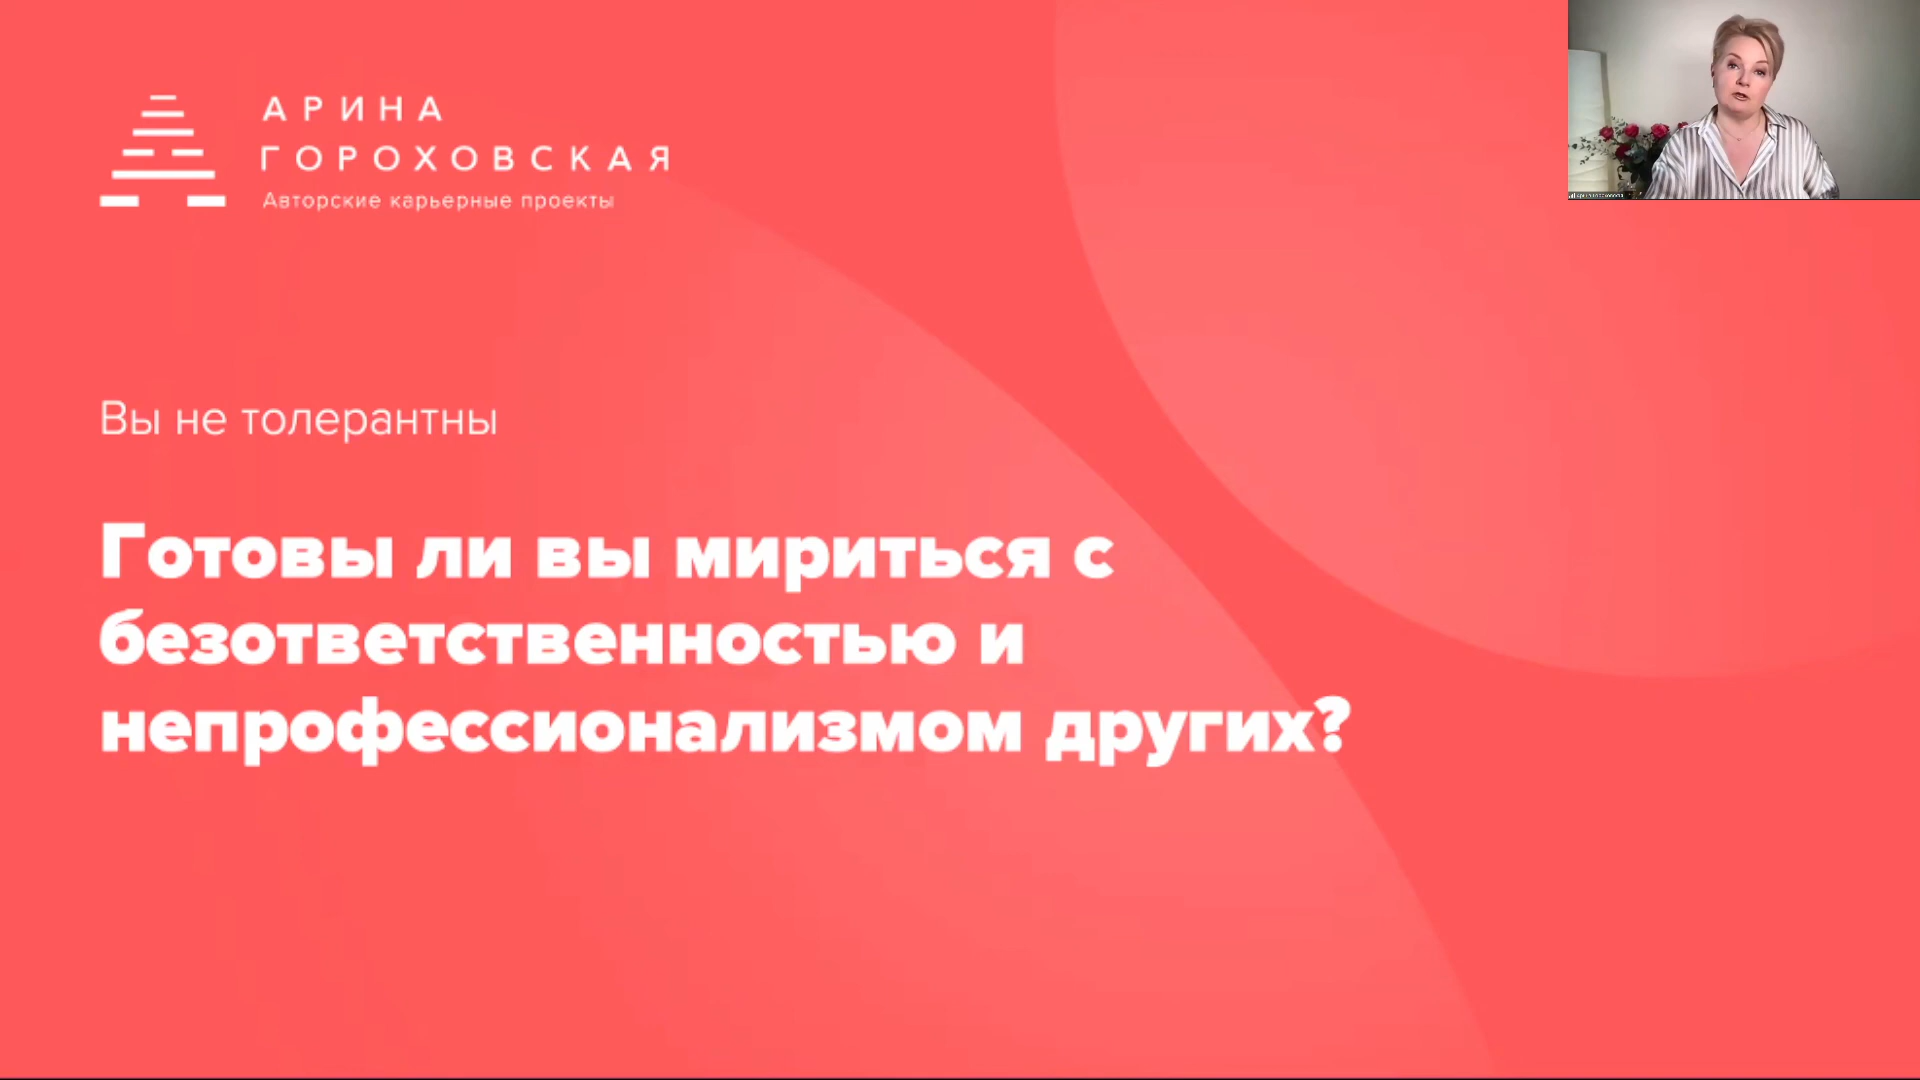 АРИНА
ГОРОХОВСКАЯ
Авторские карьерные проекты
Вы не толерантны
Готовы ли вы мириться с
безответственностью и
непрофессионализмом других?